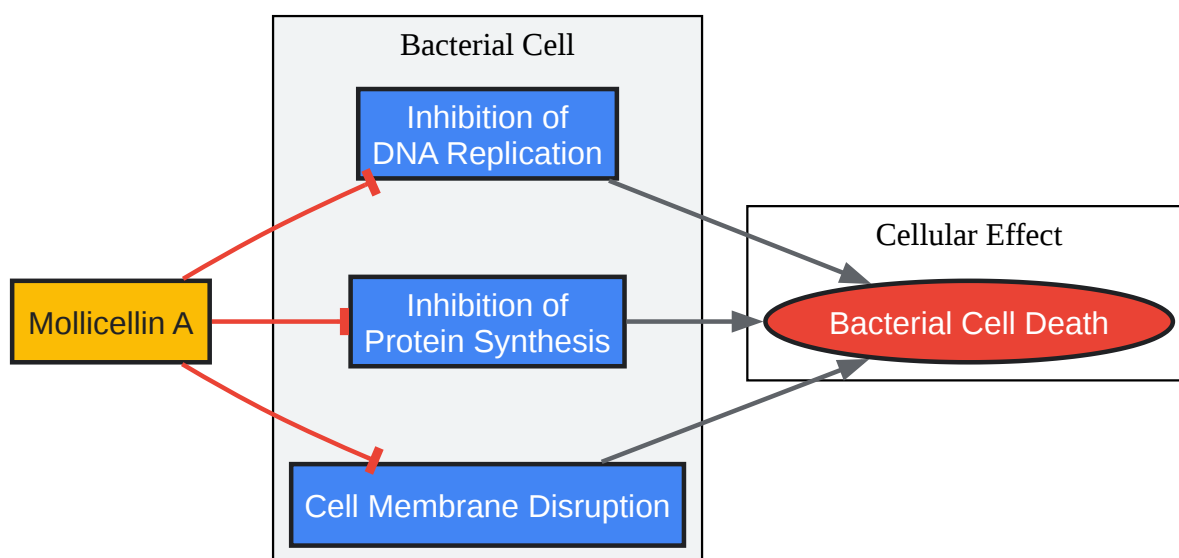 Bacterial Cell
Inhibition of
DNA Replication
Cellular Effect
Mollicellin A
Inhibition of
Protein Synthesis
Bacterial Cell Death
Cell Membrane Disruption